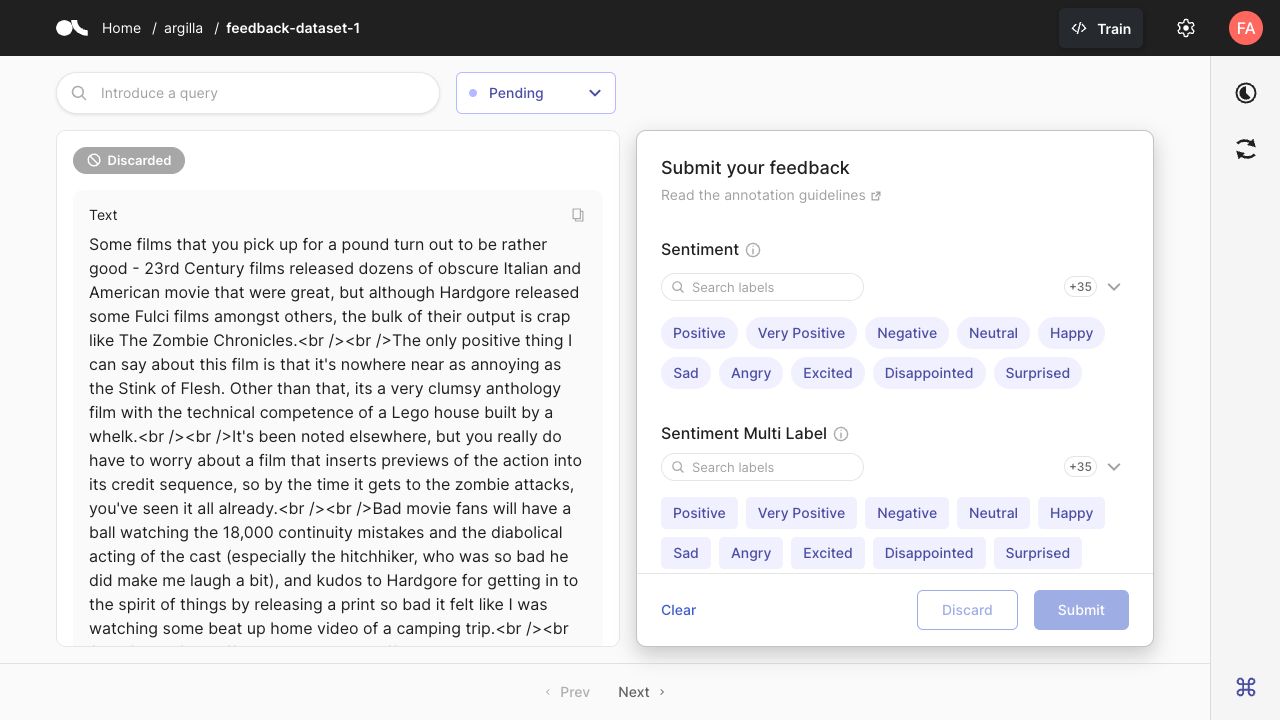 Home / argilla / feedback-dataset-1
Train
FA
Introduce a query
Pending
Discarded
Text
Some films that you pick up for a pound turn out to be rather
good - 23rd Century films released dozens of obscure Italian and
American movie that were great, but although Hardgore released
some Fulci films amongst others, the bulk of their output is crap
like The Zombie Chronicles.<br /><br />The only positive thing I
can say about this film is that it's nowhere near as annoying as
the Stink of Flesh. Other than that, its a very clumsy anthology
film with the technical competence of a Lego house built by a
whelk.<br /><br />It's been noted elsewhere, but you really do
have to worry about a film that inserts previews of the action into
its credit sequence, so by the time it gets to the zombie attacks,
you've seen it all already.<br /><br />Bad movie fans will have a
ball watching the 18,000 continuity mistakes and the diabolical
acting of the cast (especially the hitchhiker, who was so bad he
did make me laugh a bit), and kudos to Hardgore for getting in to
the spirit of things by releasing a print so bad it felt like I was
watching some beat up home video of a camping trip.<br /><br
Submit your feedback
Read the annotation guidelines
Sentiment
Search labels
+35
Positive Very Positive Negative Neutral Happy
Sad Angry Excited Disappointed Surprised
Sentiment Multi Label
Search labels
+35
Positive Very Positive Negative Neutral Happy
Sad Angry Excited Disappointed Surprised
Clear
Discard
Submit
Prev
Next